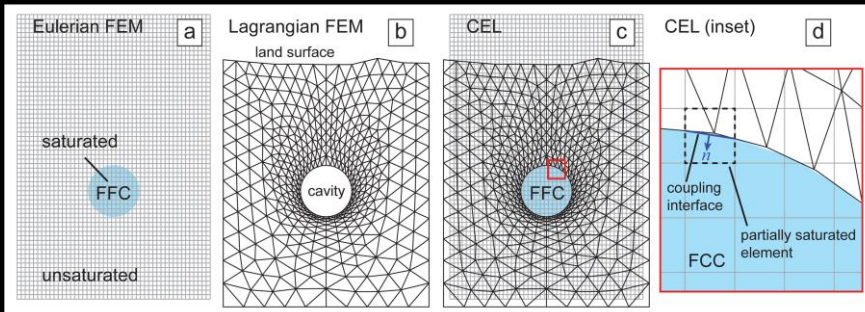 Eulerian FEM
a
saturated
FFC
unsaturated
Lagrangian FEM
b
land surface
cavity
CEL
c
FFC
CEL (inset)
d
n
coupling
interface
partially saturated
element
FCC